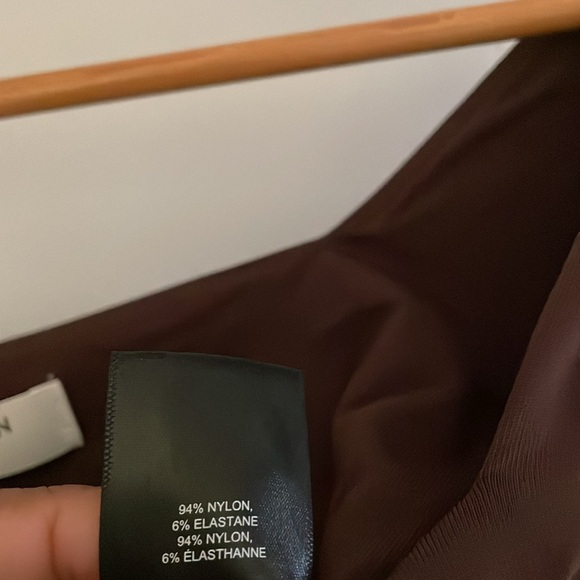 94% NYLON,
6% ELASTANE
94% NYLON,
6% ÉLASTHANNE